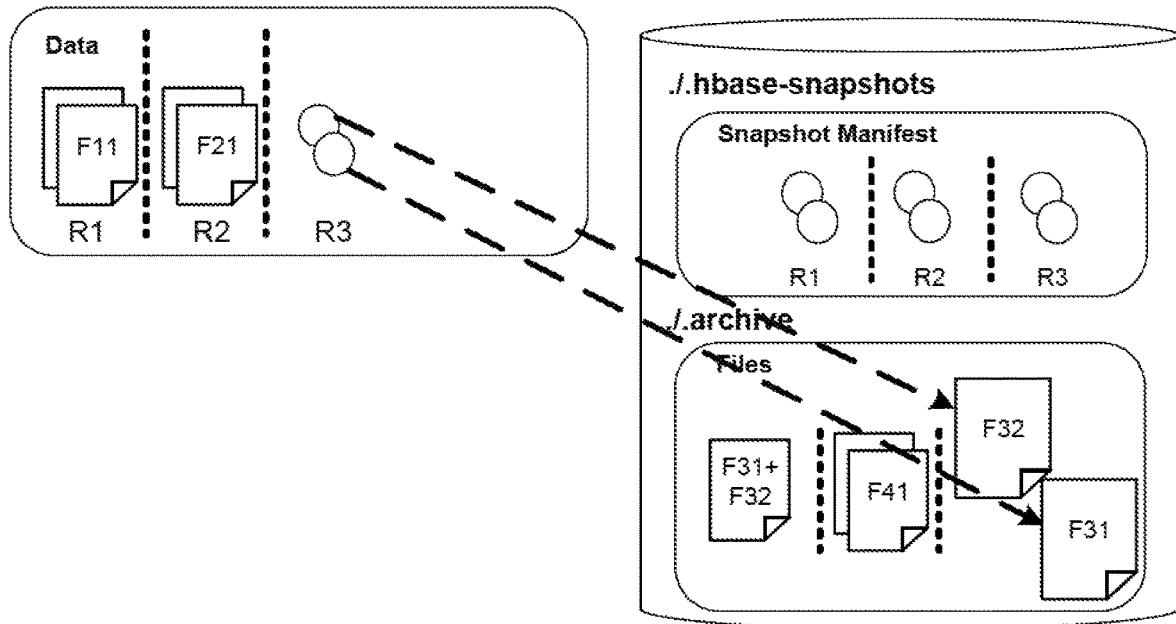 Data
F11
F21
R1
R2
R3
././.hbase-snapshots
Snapshot Manifest
R1
R2
R3
././.archive
Files
F31+
F32
F41
F32
F31